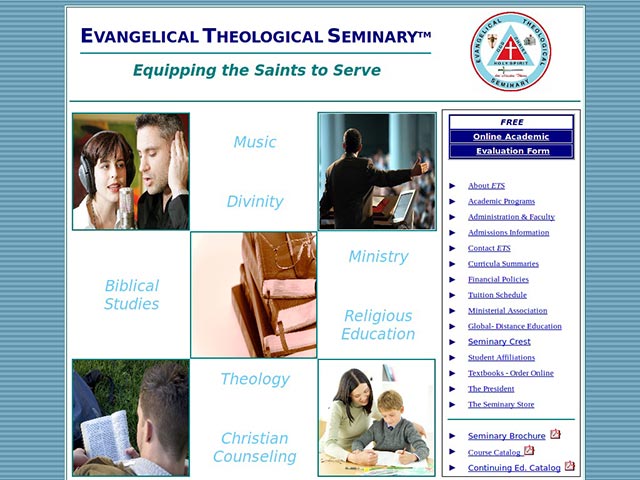 EVANGELICAL THEOLOGICAL SEMINARY™
Equipping the Saints to Serve
EVANGELICAL THEOLOGICAL
HOLY SPIRIT
SEMINARY
Music
Divinity
Ministry
Biblical
Studies
Religious
Education
Theology
Christian
Counseling
FREE
Online Academic
Evaluation Form
About ETS
Academic Programs
Administration & Faculty
Admissions Information
Contact ETS
Curricula Summaries
Financial Policies
Tuition Schedule
Ministerial Association
Global- Distance Education
Seminary Crest
Student Affiliations
Textbooks - Order Online
The President
The Seminary Store
Seminary Brochure
Course Catalog
Continuing Ed. Catalog